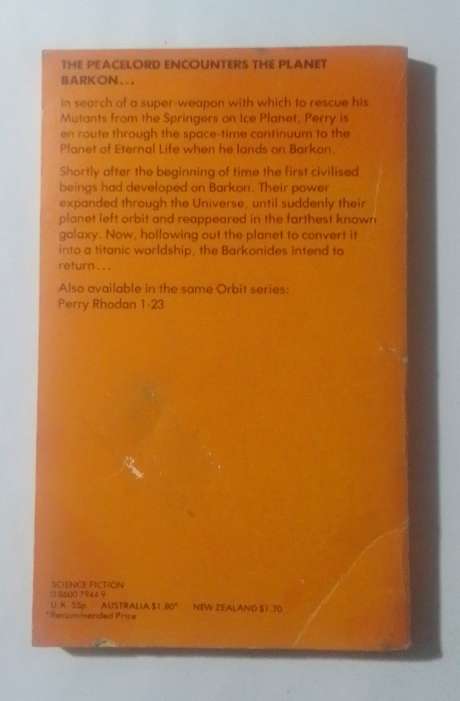 THE PEACELORD ENCOUNTERS THE PLANET
BARKON...
In search of a super-weapon with which to rescue his
Mutants from the Springers on Ice Planet, Perry is
en route through the space-time continuum to the
Planet of Eternal Life when he lands on Barkon.
Shortly after the beginning of time the first civilised
beings had developed on Barkon. Their power
expanded through the Universe, until suddenly their
planet left orbit and reappeared in the farthest known
galaxy. Now, hollowing out the planet to convert it
into a titanic worldship, the Barkonides intend to
return...
Also available in the same Orbit series:
Perry Rhodan 1-23
SCIENCE FICTION
0 8600 7944 9
U.K. 55p AUSTRALIA $1.80* NEW ZEALAND $1.70
*Recommended Price